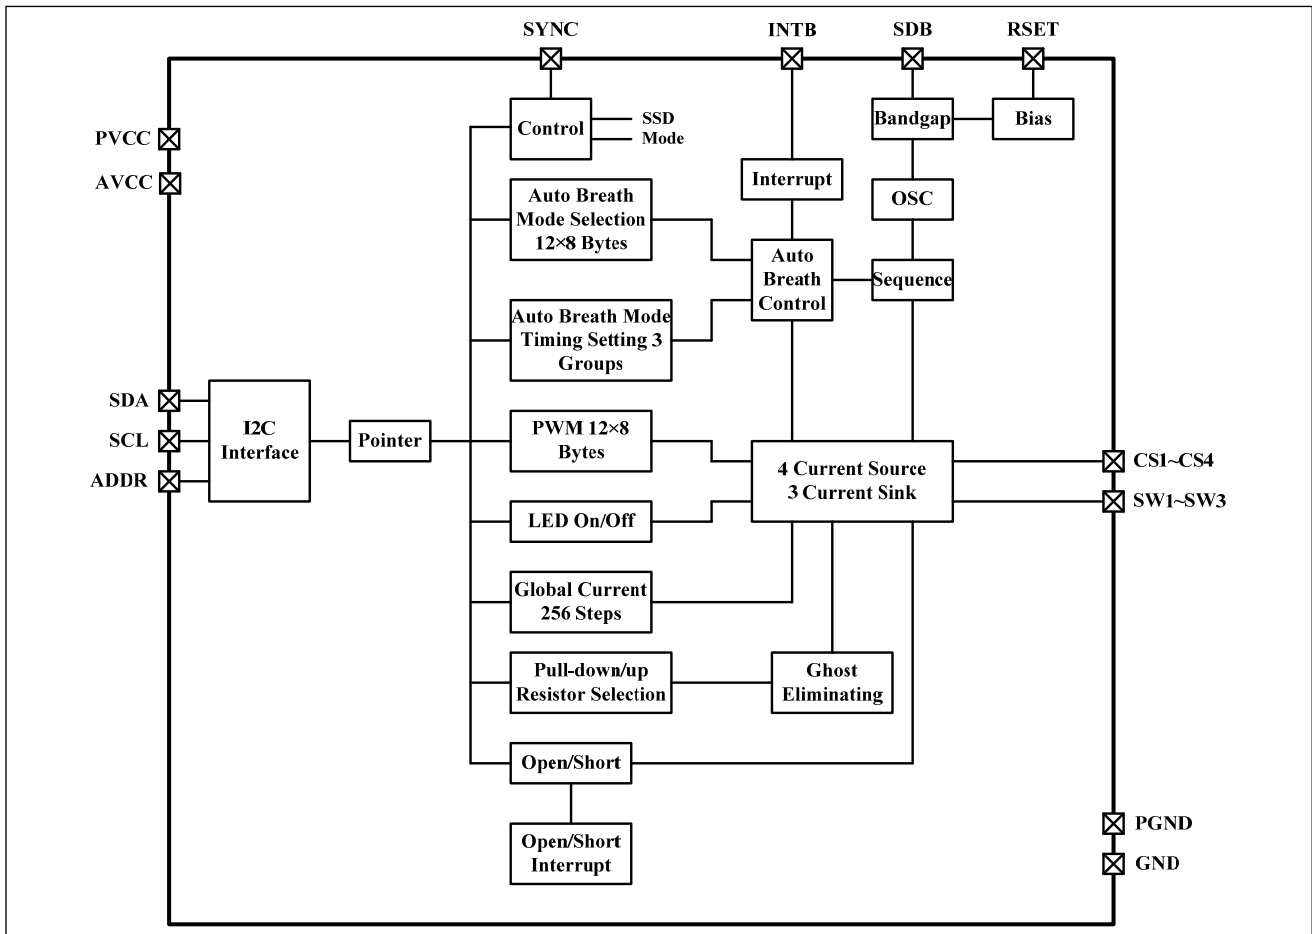 SYNC
INTB
SDB
RSET
PVCC
AVCC
Control
SSD
Mode
Bandgap
Bias
Interrupt
OSC
Auto Breath
Mode Selection
12×8 Bytes
Auto
Breath
Control
Sequence
Auto Breath Mode
Timing Setting 3
Groups
SDA
SCL
ADDR
I2C
Interface
Pointer
PWM 12×8
Bytes
4 Current Source
3 Current Sink
CS1~CS4
SW1~SW3
LED On/Off
Global Current
256 Steps
Pull-down/up
Resistor Selection
Ghost
Eliminating
Open/Short
Open/Short
Interrupt
PGND
GND